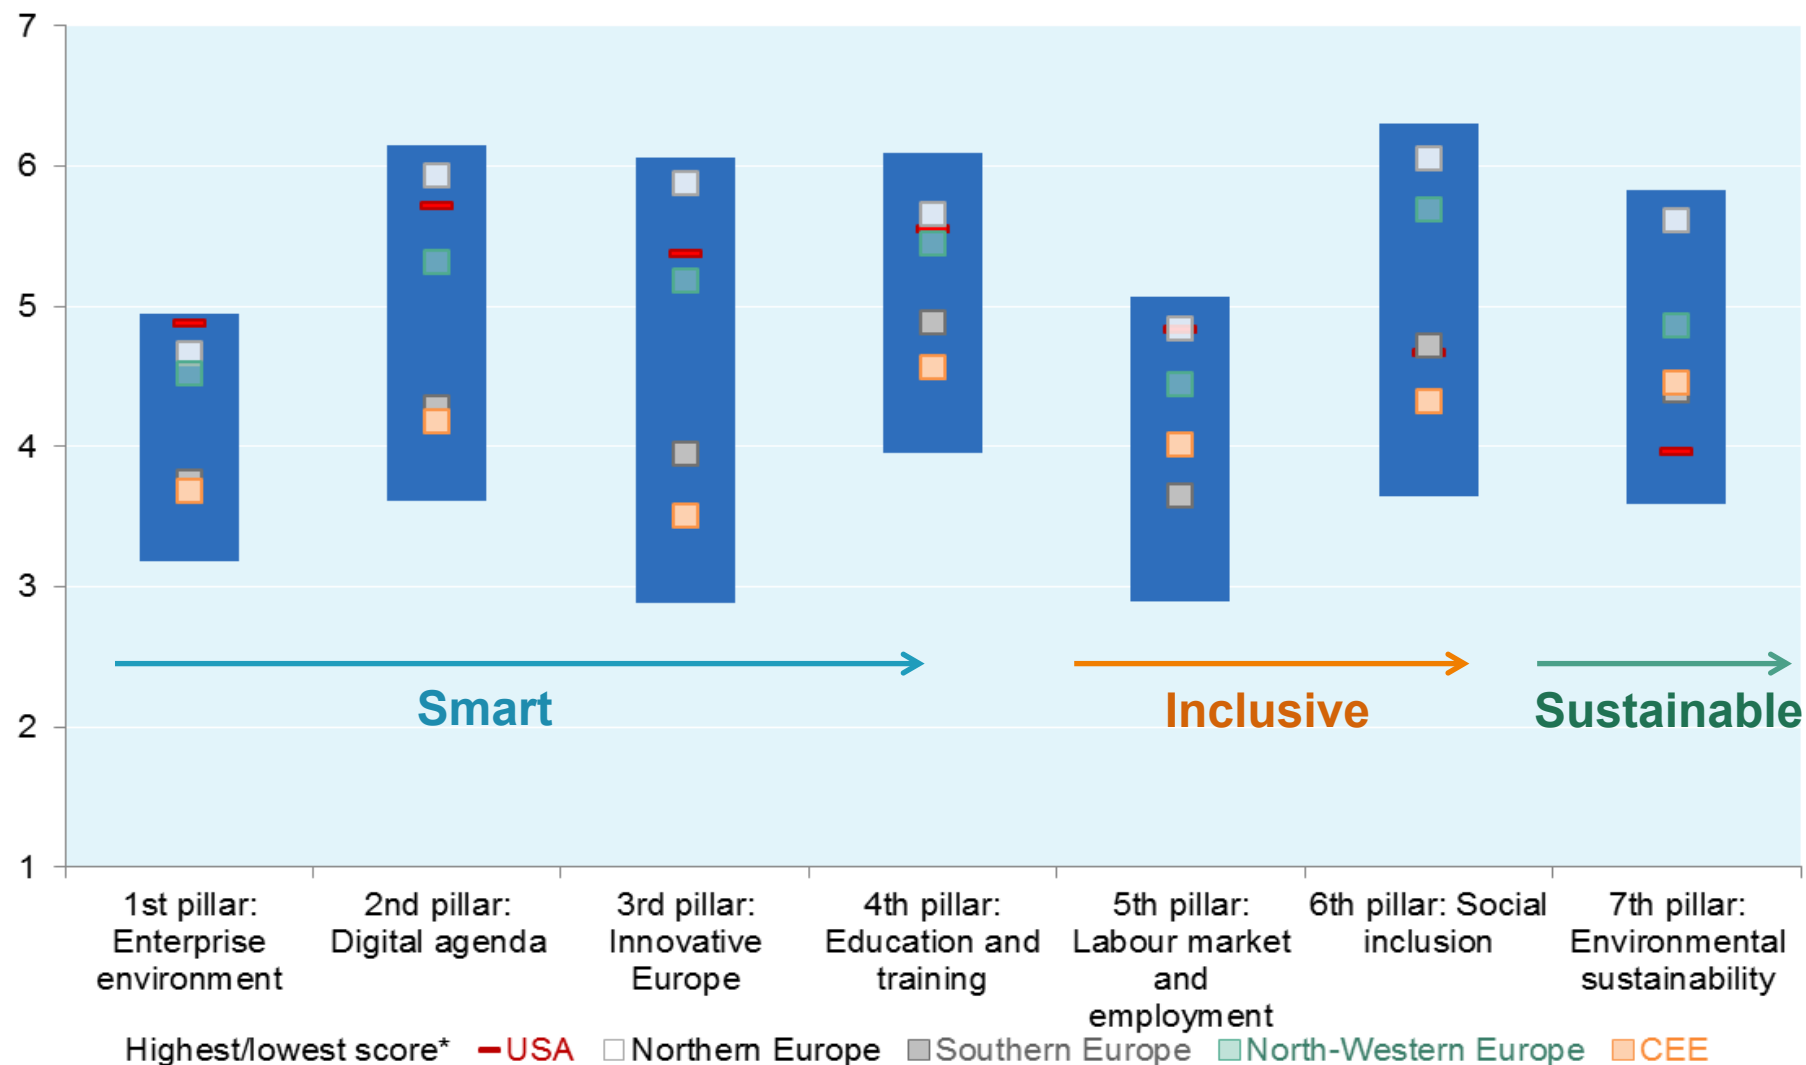 7
6
5
4
3
2
1
Smart
Inclusive
Sustainable
1st pillar:
Enterprise
environment
2nd pillar:
Digital agenda
3rd pillar:
Innovative
Europe
4th pillar:
Education and
training
5th pillar:
Labour market
and
employment
6th pillar: Social
inclusion
7th pillar:
Environmental
sustainability
Highest/lowest score* USA Northern Europe Southern Europe North-Western Europe CEE